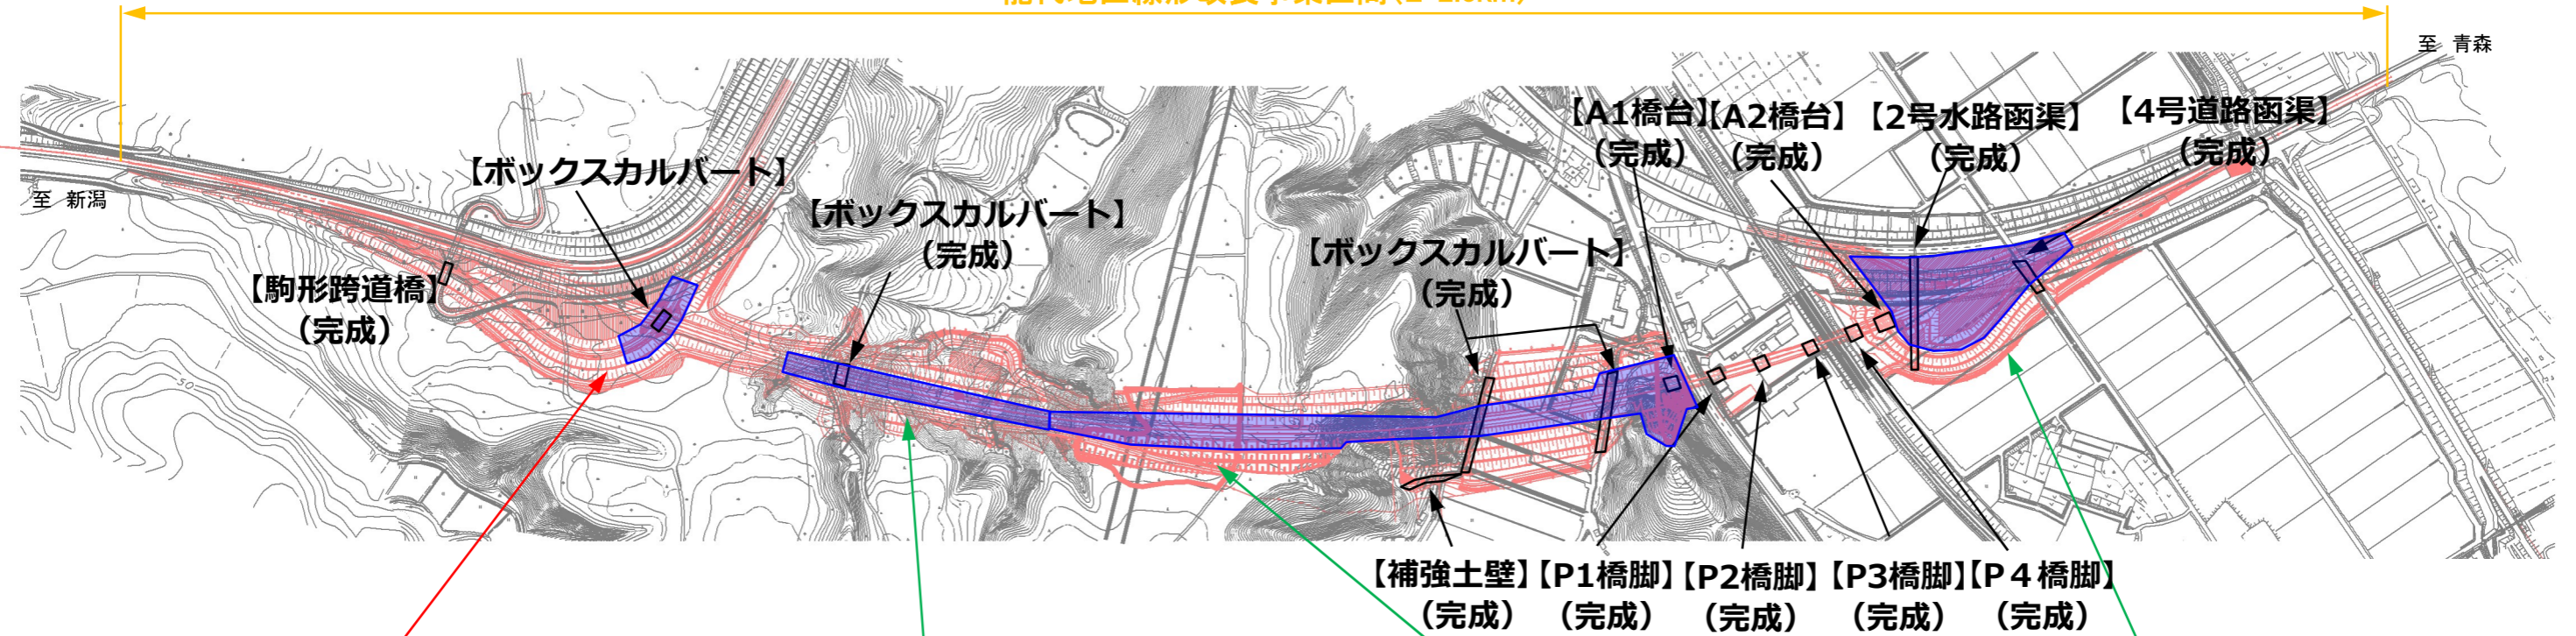 至 青森
至 新潟
【ボックスカルバート】
【駒形跨道橋】
（完成）
【ボックスカルバート】
（完成）
【ボックスカルバート】
（完成）
【A1橋台】
（完成）
【A2橋台】
（完成）
【2号水路函渠】
（完成）
【4号道路函渠】
（完成）
【補強土壁】
（完成）
【P1橋脚】
（完成）
【P2橋脚】
（完成）
【P3橋脚】
（完成）
【P４橋脚】
（完成）
50